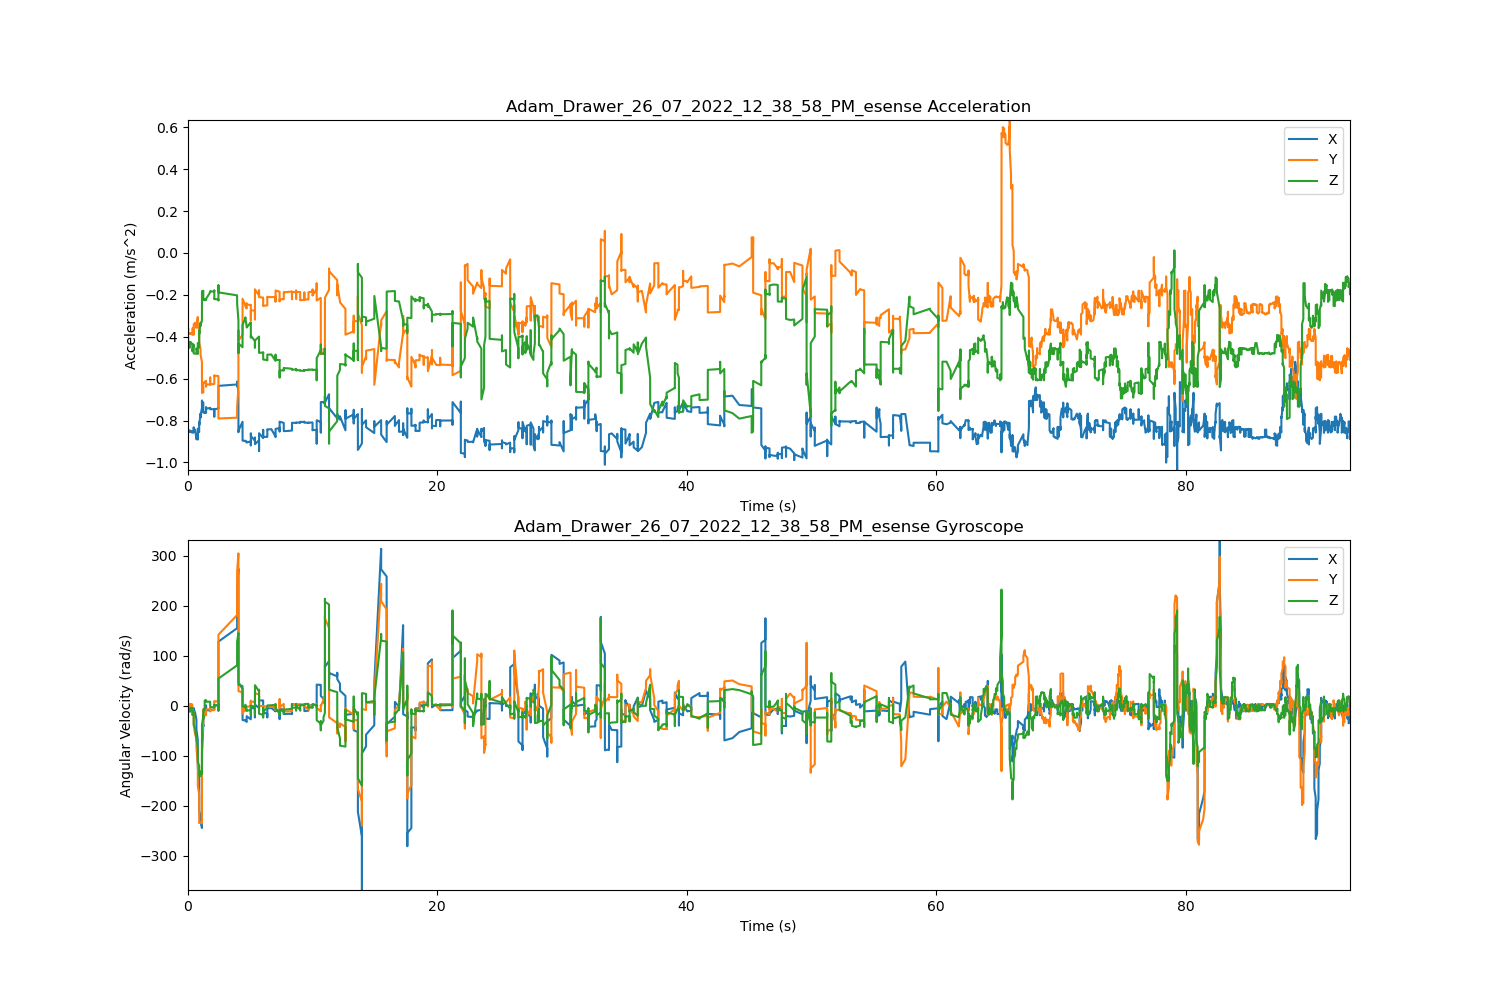 Adam_Drawer_26_07_2022_12_38_58_PM_esense Acceleration
0.6
0.4
0.2
0.0
−0.2
−0.4
−0.6
−0.8
−1.0
Acceleration (m/s^2)
X
Y
Z
0 20 40 60 80
Time (s)
Adam_Drawer_26_07_2022_12_38_58_PM_esense Gyroscope
300
200
100
0
−100
−200
−300
Angular Velocity (rad/s)
X
Y
Z
0 20 40 60 80
Time (s)